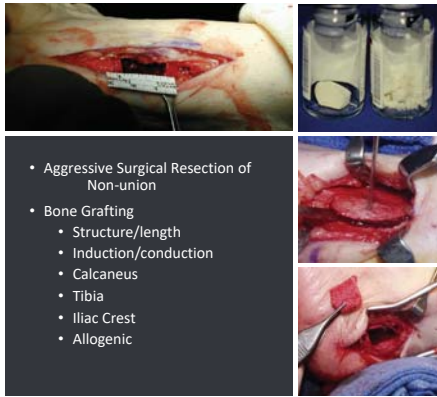 • Aggressive Surgical Resection of
Non-union
• Bone Grafting
• Structure/length
• Induction/conduction
• Calcaneus
• Tibia
• Iliac Crest
• Allogenic